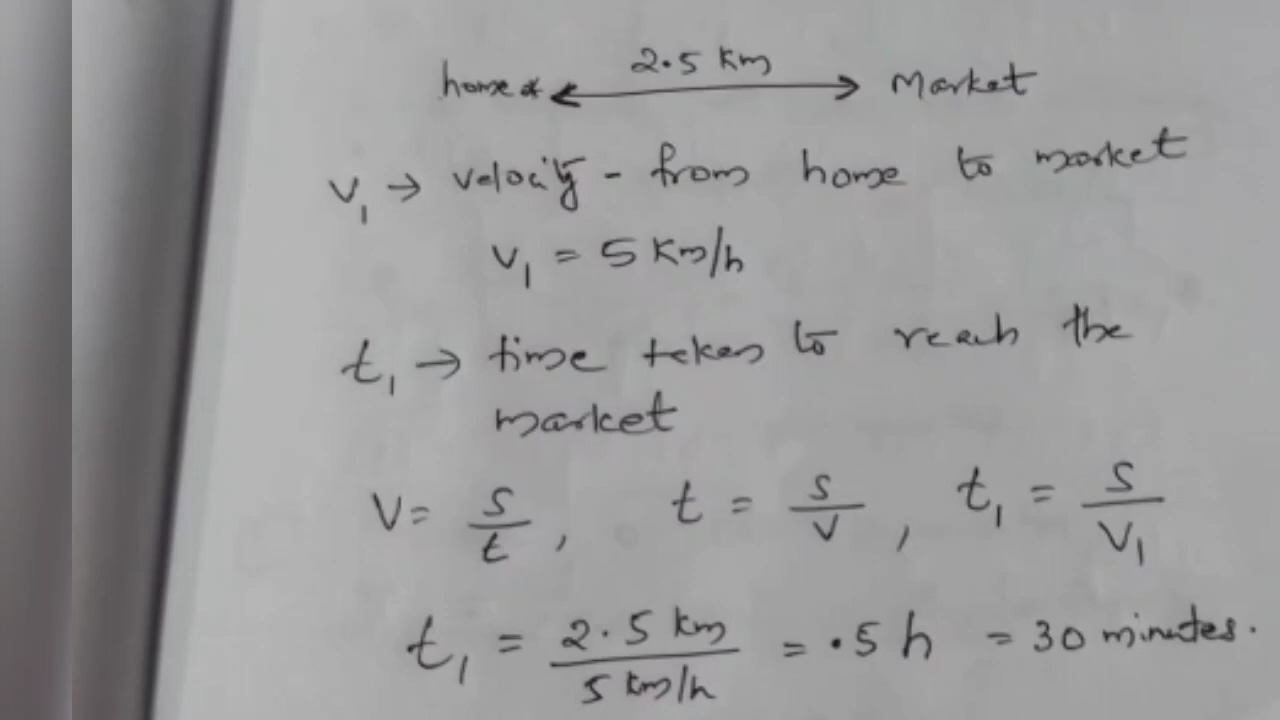 2.5 km
home ↔ Market
v₁ → velocity - from home to market
v₁ = 5 km/h
t₁ → time taken to reach the
market
V = s/t, t = s/v, t₁ = s/v₁
t₁ = 2.5 km / 5 km/h = .5 h = 30 minutes.